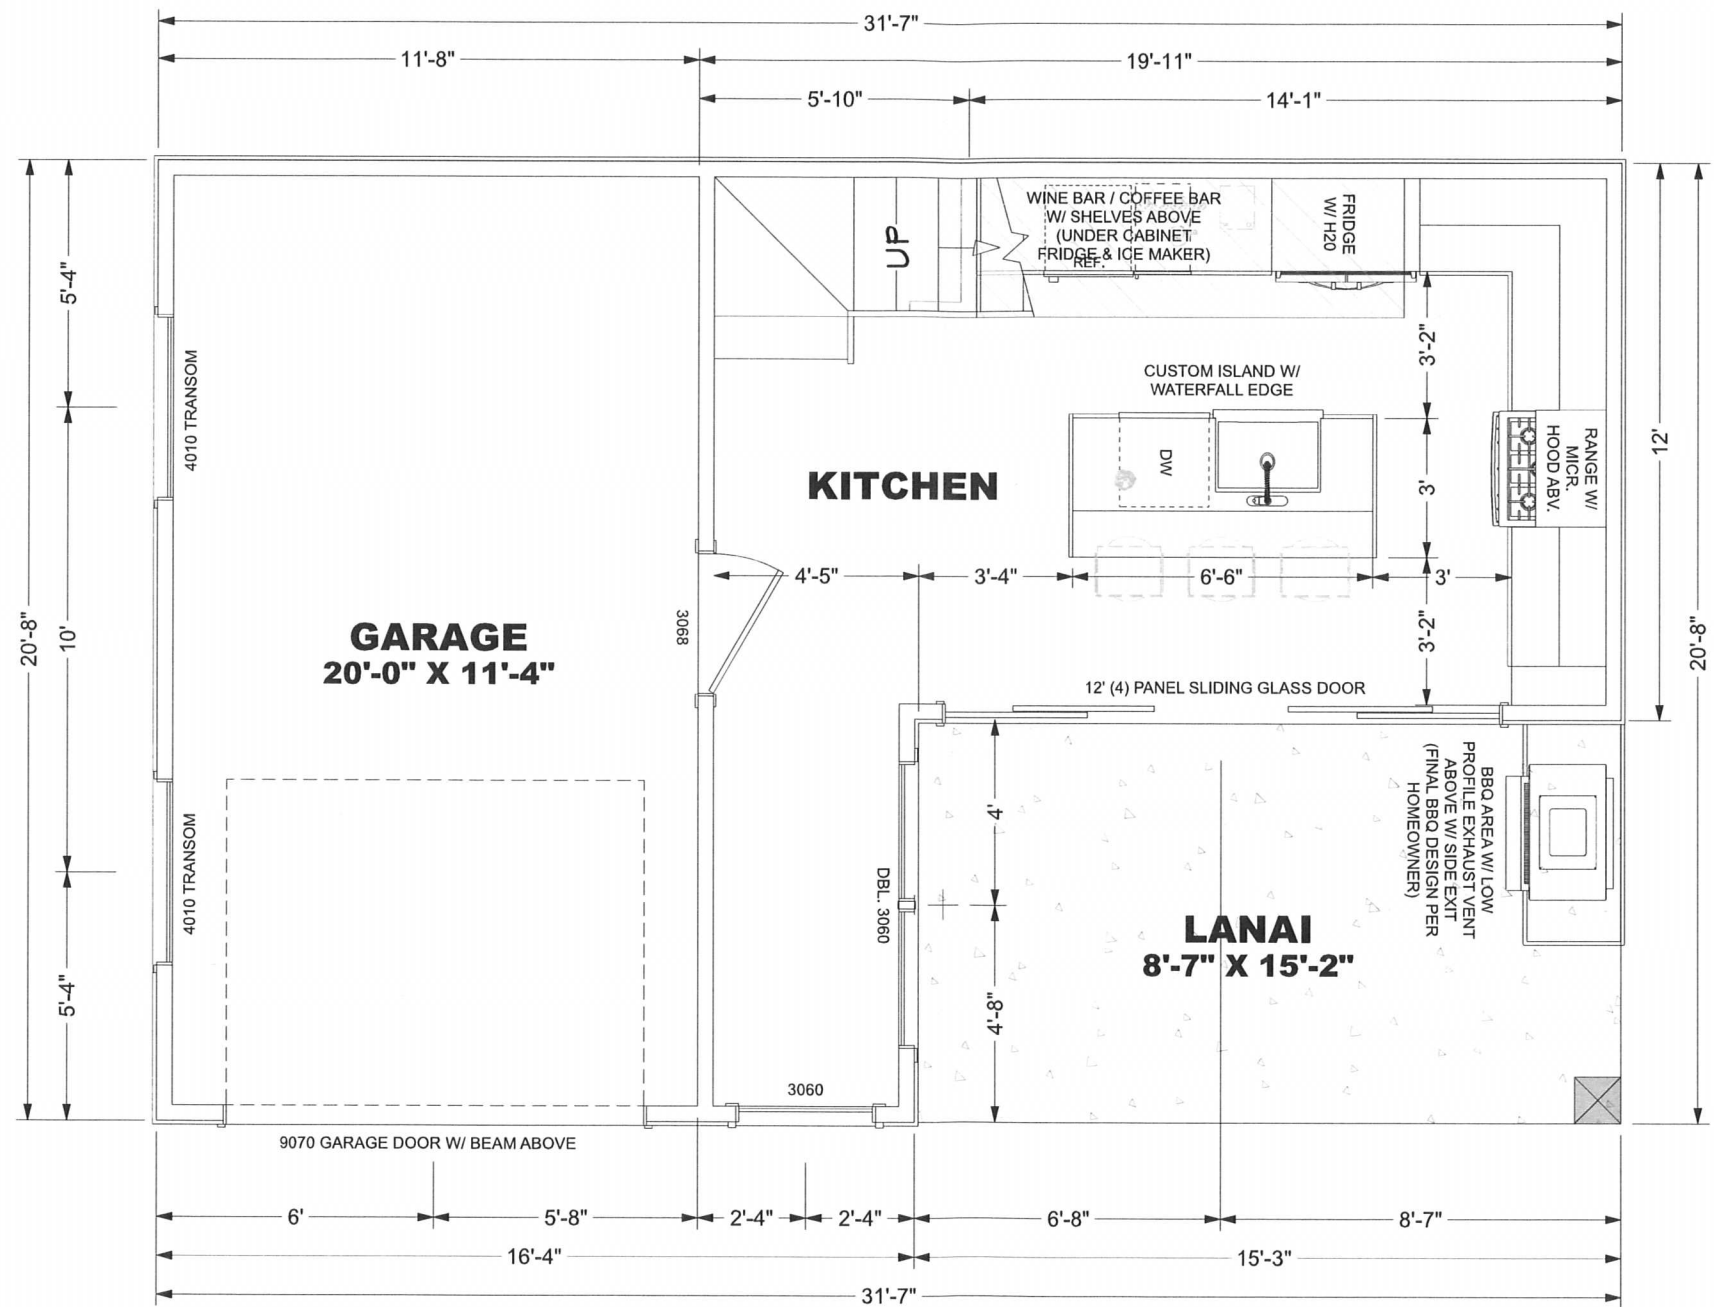 31'-7"
11'-8"
19'-11"
5'-10"
14'-1"
WINE BAR / COFFEE BAR
W/ SHELVES ABOVE
(UNDER CABINET
FRIDGE & ICE MAKER)
REF.
UP
FRIDGE
W/ H20
5'-4"
4010 TRANSOM
3'-2"
CUSTOM ISLAND W/
WATERFALL EDGE
12'
RANGE W/
MICR.
HOOD ABV.
DW
3'
KITCHEN
4'-5"
3'-4"
6'-6"
3'
20'-8"
10'
GARAGE
20'-0" X 11'-4"
3068
3'-2"
20'-8"
12' (4) PANEL SLIDING GLASS DOOR
BBQ AREA W/ LOW
PROFILE EXHAUST VENT
ABOVE W/ SIDE EXIT
(FINAL BBQ DESIGN PER
HOMEOWNER)
4'
4010 TRANSOM
DBL. 3060
LANAI
8'-7" X 15'-2"
5'-4"
4'-8"
3060
9070 GARAGE DOOR W/ BEAM ABOVE
6'
5'-8"
2'-4"
2'-4"
6'-8"
8'-7"
16'-4"
15'-3"
31'-7"